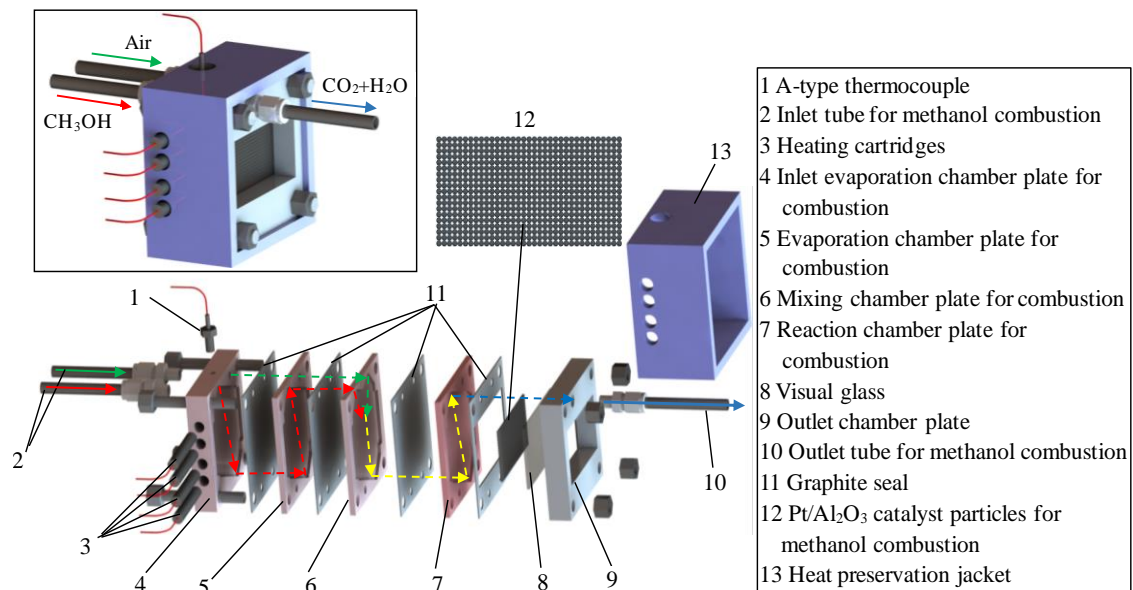 Air
CO₂+H₂O
CH₃OH
12
13
1
11
2
3
4
5
6
7
8
9
10
1 A-type thermocouple
2 Inlet tube for methanol combustion
3 Heating cartridges
4 Inlet evaporation chamber plate for
combustion
5 Evaporation chamber plate for
combustion
6 Mixing chamber plate for combustion
7 Reaction chamber plate for
combustion
8 Visual glass
9 Outlet chamber plate
10 Outlet tube for methanol combustion
11 Graphite seal
12 Pt/Al₂O₃ catalyst particles for
methanol combustion
13 Heat preservation jacket